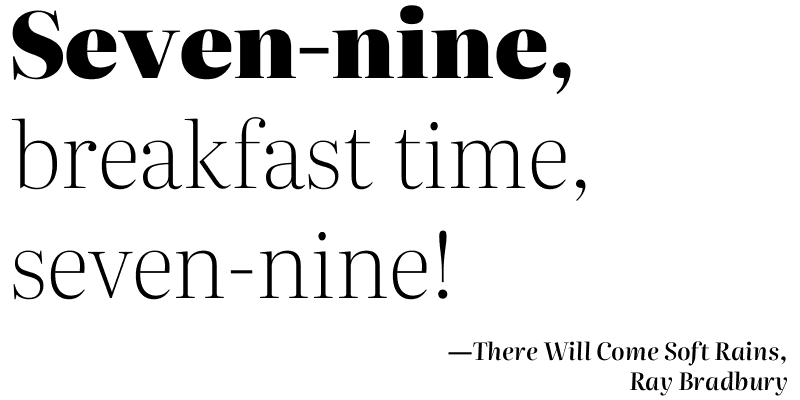 Seven-nine,
breakfast time,
seven-nine!
—There Will Come Soft Rains,
Ray Bradbury